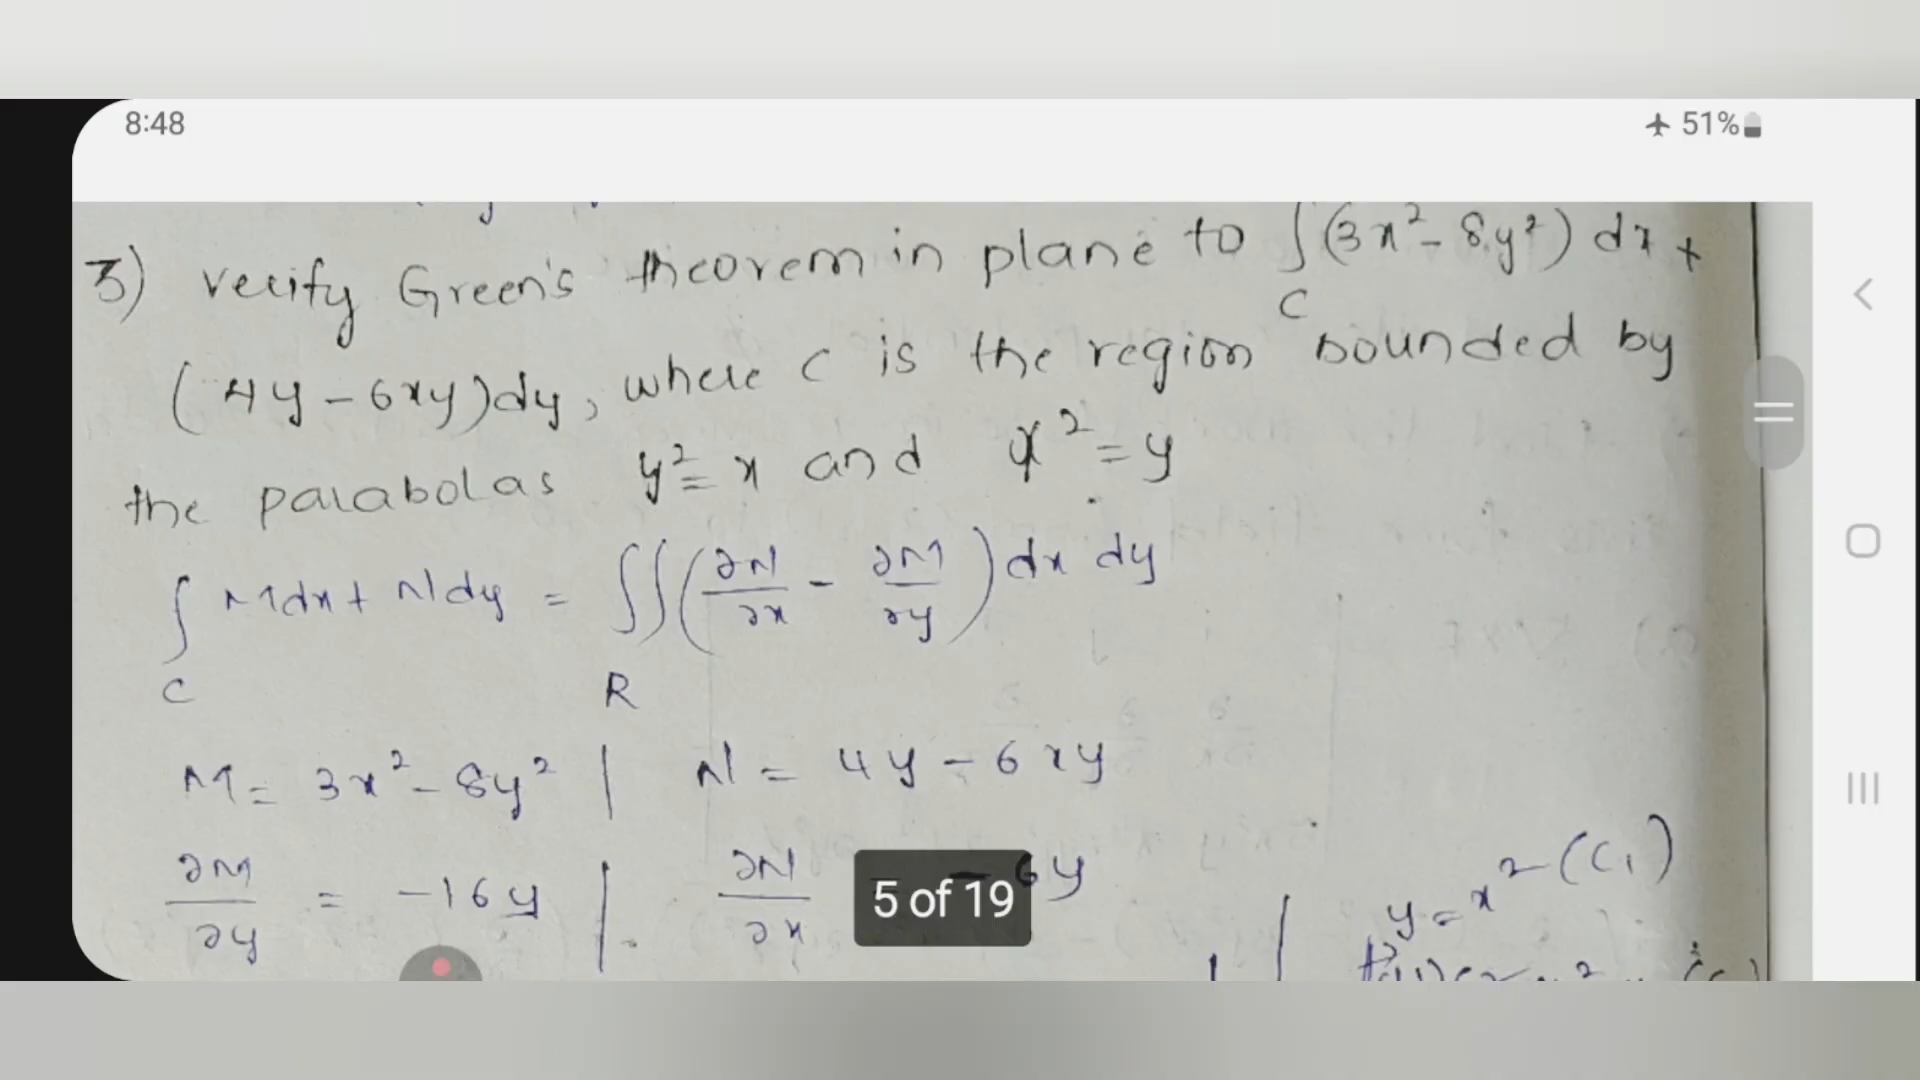 8:48
51%
3) Verify Green's theorem in plane to ∫C (3x² - 8y²) dx +
(4y - 6xy)dy, where C is the region bounded by
the parabolas y² = x and x² = y
∫C Mdx + Ndy = ∫∫R (∂N/∂x - ∂M/∂y) dx dy
M = 3x² - 8y² | N = 4y - 6xy
∂M/∂y = -16y | ∂N/∂x - 6y
5 of 19
y = x² - (C₁)